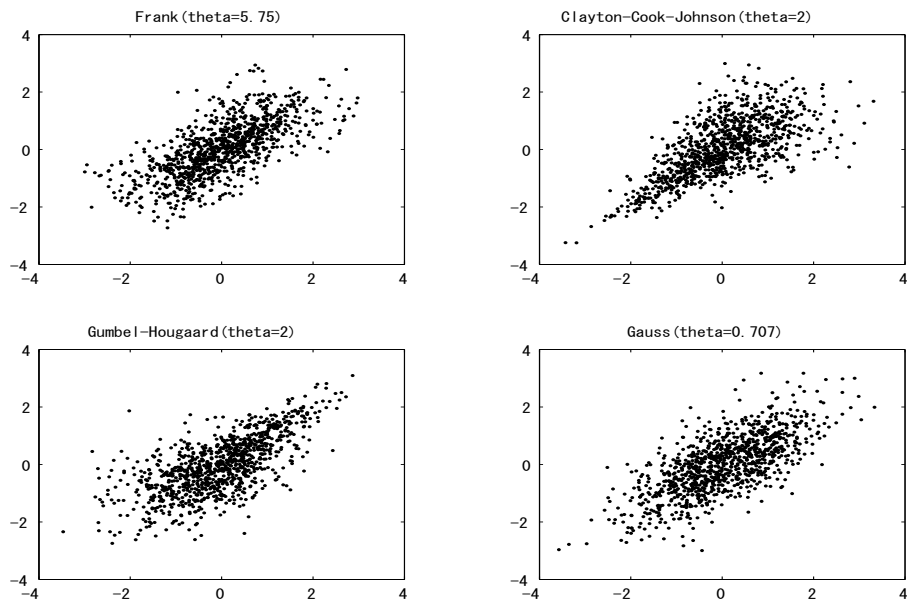 Frank(theta=5.75)
4
2
0
−2
−4
−4 −2 0 2 4
Clayton-Cook-Johnson(theta=2)
4
2
0
−2
−4
−4 −2 0 2 4
Gumbel-Hougaard(theta=2)
4
2
0
−2
−4
−4 −2 0 2 4
Gauss(theta=0.707)
4
2
0
−2
−4
−4 −2 0 2 4